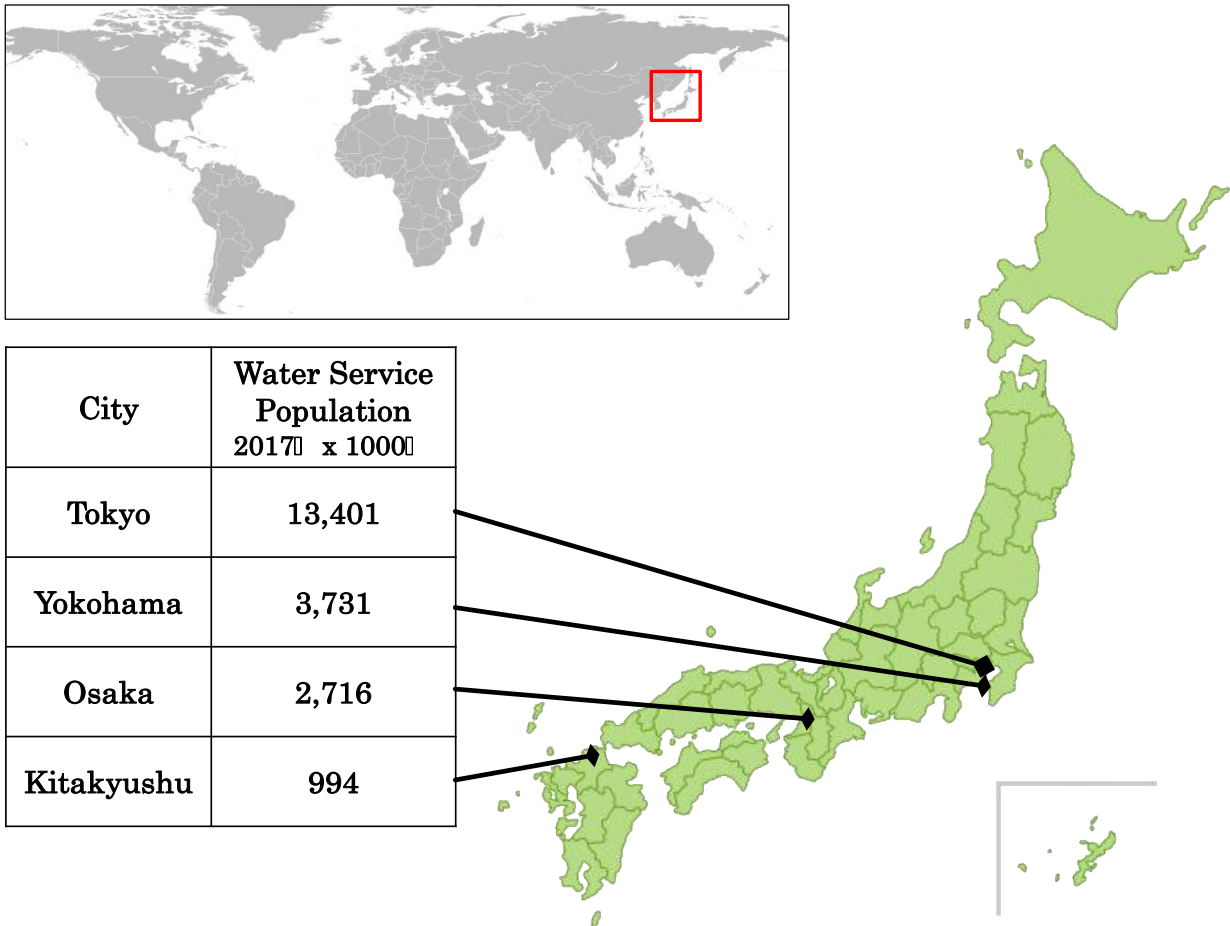 City
Water Service
Population
2017 x 1000
Tokyo
13,401
Yokohama
3,731
Osaka
2,716
Kitakyushu
994